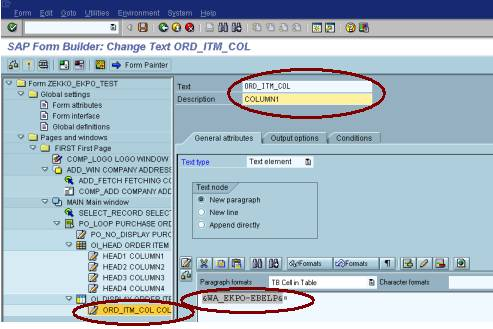 Form Edit Goto Utilities Environment System Help
SAP Form Builder: Change Text ORD_ITM_COL
Form Painter
Form ZEKKO_EKPO_TEST
Global settings
Form attributes
Form interface
Global definitions
Pages and windows
FIRST First Page
COMP_LOGO LOGO WINDOW
ADD_WIN COMPANY ADDRESS
ADD_FETCH FETCHING CO
COMP_ADD COMPANY ADD
MAIN Main window
SELECT_RECORD SELEC
PO_LOOP PURCHASE ORD
PO_NO_DISPLAY PURC
OI_HEAD ORDER ITEM
HEAD1 COLUMN1
HEAD2 COLUMN2
HEAD3 COLUMN3
HEAD4 COLUMN4
OI_DISPLAY ORDER ITE
ORD_ITM_COL COL
Text ORD_ITM_COL
Description COLUMN1
General attributes Output options Conditions
Text type Text element
Text node
New paragraph
New line
Append directly
Formats Formats
Paragraph formats TB Cell in Table Character formats
&WA_EKPO-EBELP&